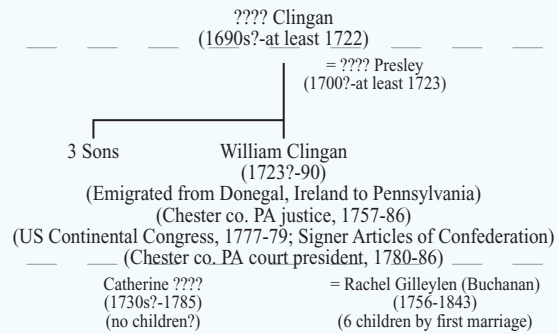 ???? Clingan
(1690s?-at least 1722)
= ???? Presley
(1700?-at least 1723)
3 Sons
William Clingan
(1723?-90)
(Emigrated from Donegal, Ireland to Pennsylvania)
(Chester co. PA justice, 1757-86)
(US Continental Congress, 1777-79; Signer Articles of Confederation)
(Chester co. PA court president, 1780-86)
Catherine ????
(1730s?-1785)
(no children?)
= Rachel Gilleylen (Buchanan)
(1756-1843)
(6 children by first marriage)